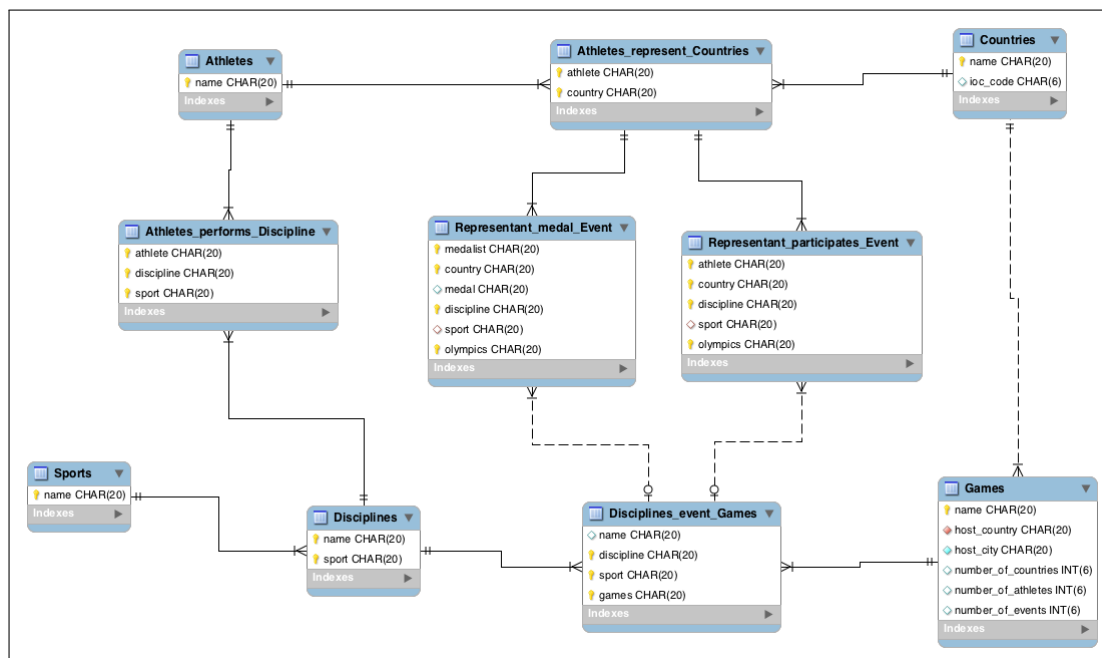 Athletes
name CHAR(20)
Indexes
Athletes_represent_Countries
athlete CHAR(20)
country CHAR(20)
Indexes
Countries
name CHAR(20)
ioc_code CHAR(6)
Indexes
Athletes_performs_Discipline
athlete CHAR(20)
discipline CHAR(20)
sport CHAR(20)
Indexes
Representant_medal_Event
medalist CHAR(20)
country CHAR(20)
medal CHAR(20)
discipline CHAR(20)
sport CHAR(20)
olympics CHAR(20)
Indexes
Representant_participates_Event
athlete CHAR(20)
country CHAR(20)
discipline CHAR(20)
sport CHAR(20)
olympics CHAR(20)
Indexes
Sports
name CHAR(20)
Indexes
Disciplines
name CHAR(20)
sport CHAR(20)
Indexes
Disciplines_event_Games
name CHAR(20)
discipline CHAR(20)
sport CHAR(20)
games CHAR(20)
Indexes
Games
name CHAR(20)
host_country CHAR(20)
host_city CHAR(20)
number_of_countries INT(6)
number_of_athletes INT(6)
number_of_events INT(6)
Indexes